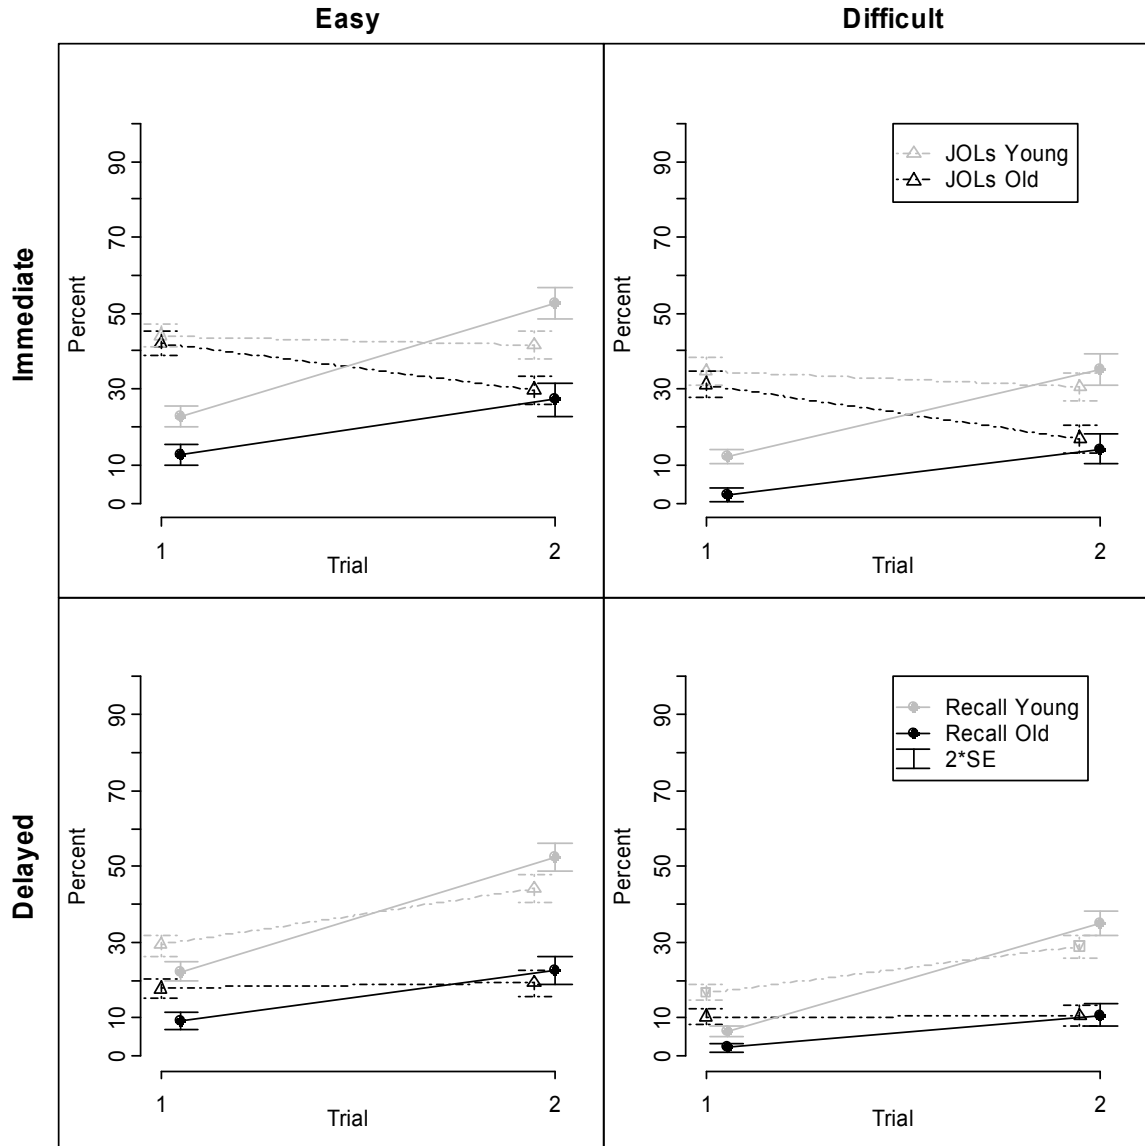 Easy
Difficult
Immediate
Percent
0 10 30 50 70 90
1 2
Trial
Percent
0 10 30 50 70 90
JOLs Young
JOLs Old
1 2
Trial
Delayed
Percent
0 10 30 50 70 90
1 2
Trial
Percent
0 10 30 50 70 90
Recall Young
Recall Old
2*SE
1 2
Trial